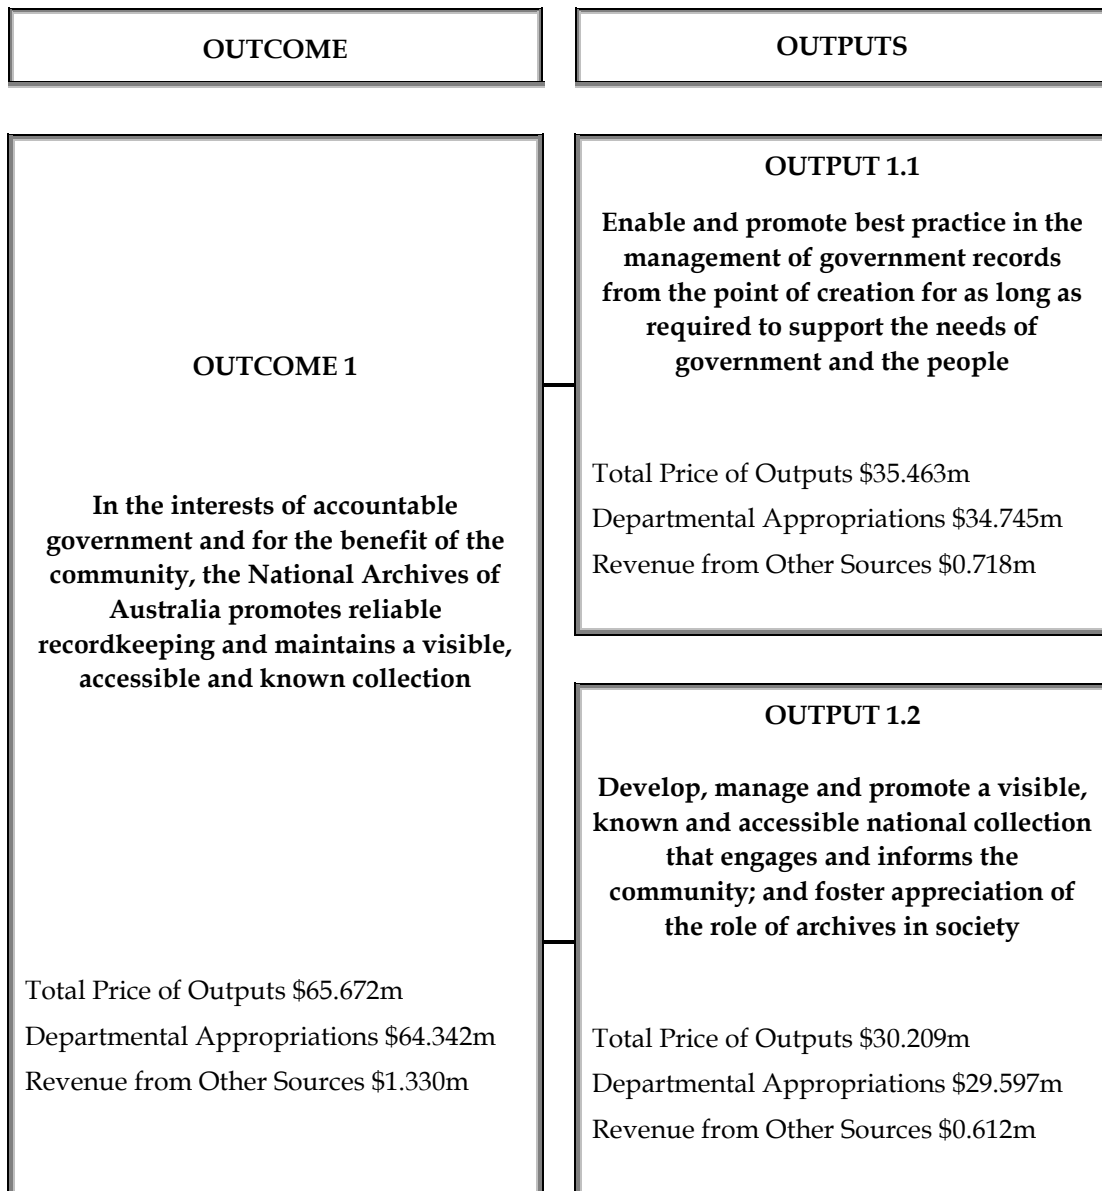 OUTCOME
OUTPUTS
OUTCOME 1
In the interests of accountable
government and for the benefit of the
community, the National Archives of
Australia promotes reliable
recordkeeping and maintains a visible,
accessible and known collection
Total Price of Outputs $65.672m
Departmental Appropriations $64.342m
Revenue from Other Sources $1.330m
OUTPUT 1.1
Enable and promote best practice in the
management of government records
from the point of creation for as long as
required to support the needs of
government and the people
Total Price of Outputs $35.463m
Departmental Appropriations $34.745m
Revenue from Other Sources $0.718m
OUTPUT 1.2
Develop, manage and promote a visible,
known and accessible national collection
that engages and informs the
community; and foster appreciation of
the role of archives in society
Total Price of Outputs $30.209m
Departmental Appropriations $29.597m
Revenue from Other Sources $0.612m